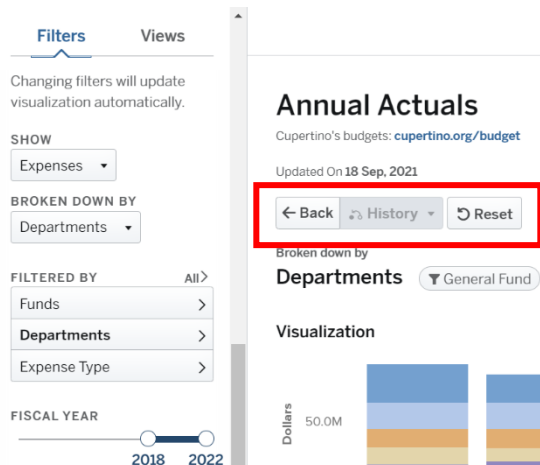 Filters Views
Changing filters will update
visualization automatically.
SHOW
Expenses
BROKEN DOWN BY
Departments
FILTERED BY All
Funds
Departments
Expense Type
FISCAL YEAR
2018 2022
Annual Actuals
Cupertino's budgets: cupertino.org/budget
Updated On 18 Sep, 2021
Back History Reset
Broken down by
Departments General Fund
Visualization
Dollars
50.0M